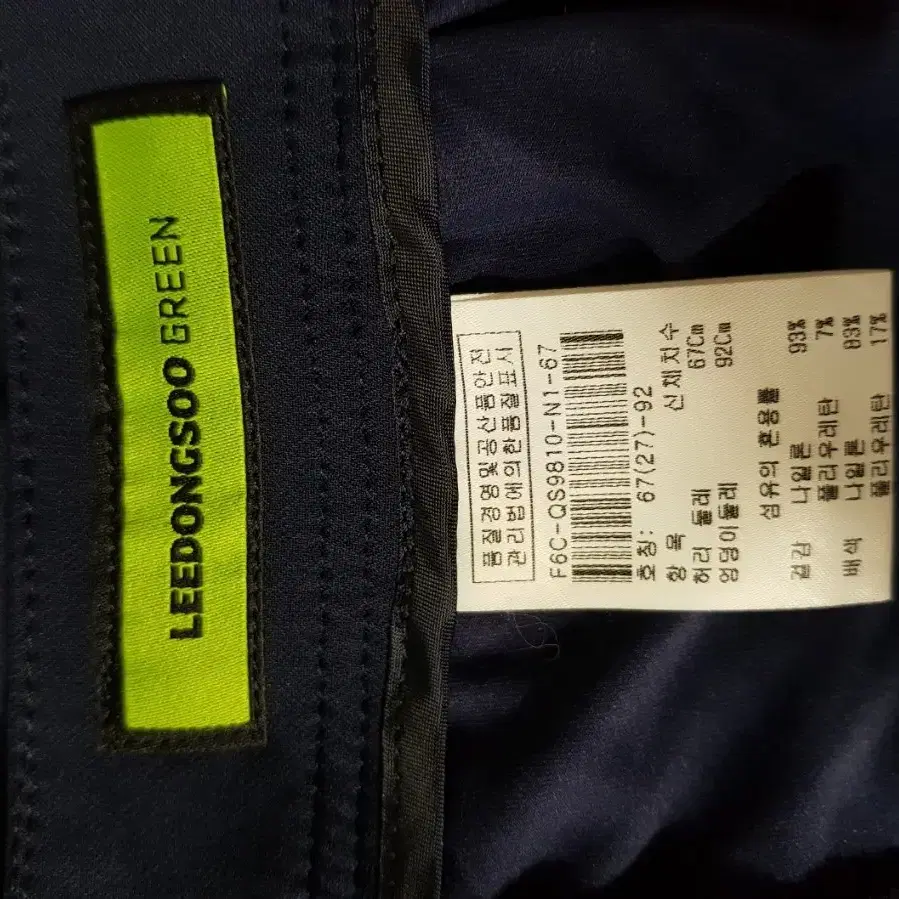 LEEDONGSOO GREEN
품질경영및공산품안전
관리법에의한품질표시
F6C-QS9810-N1-67
호칭: 67(27)-92
항목 신체치수
허리둘레 67Cm
엉덩이둘레 92Cm
섬유의 혼용률
겉감 나일론 93%
폴리우레탄 7%
배색 나일론 83%
폴리우레탄 17%